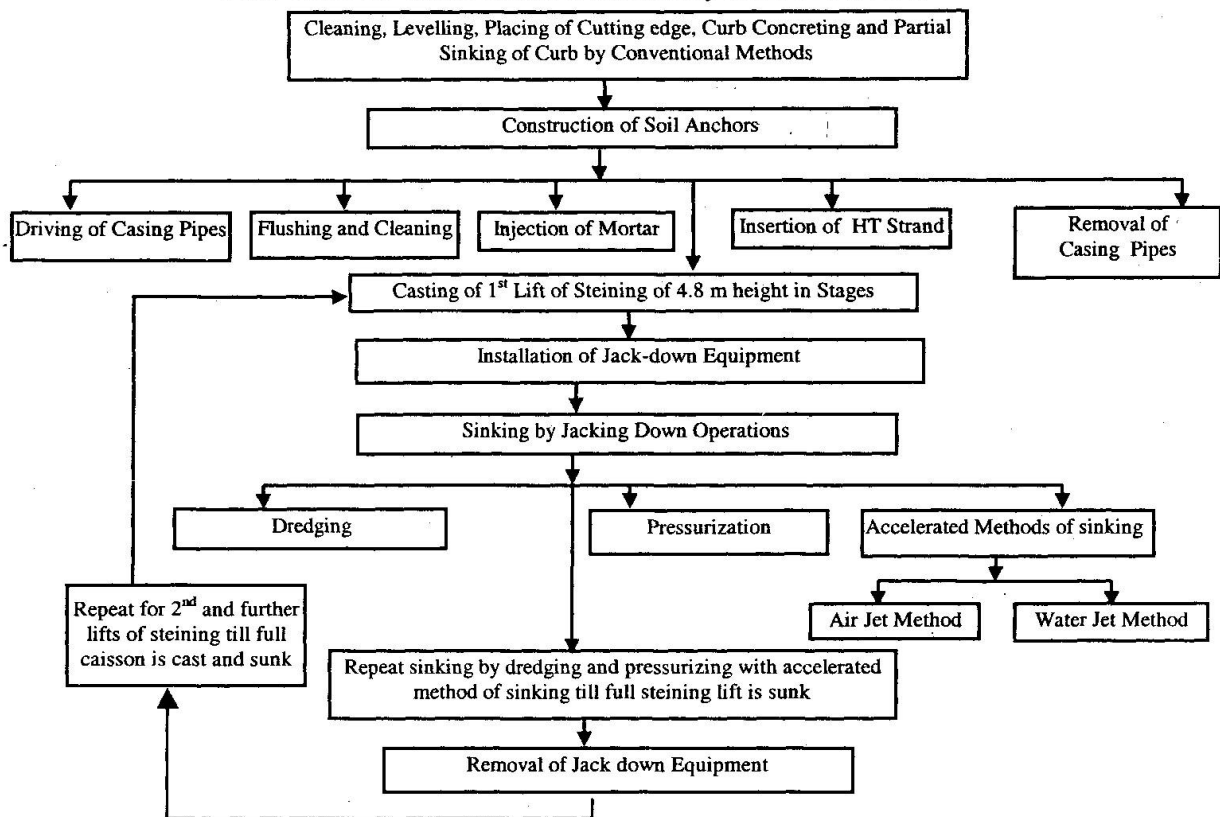 Cleaning, Levelling, Placing of Cutting edge, Curb Concreting and Partial
Sinking of Curb by Conventional Methods
Construction of Soil Anchors
Driving of Casing Pipes
Flushing and Cleaning
Injection of Mortar
Insertion of HT Strand
Removal of
Casing Pipes
Casting of 1st Lift of Steining of 4.8 m height in Stages
Installation of Jack-down Equipment
Sinking by Jacking Down Operations
Dredging
Pressurization
Accelerated Methods of sinking
Air Jet Method
Water Jet Method
Repeat for 2nd and further
lifts of steining till full
caisson is cast and sunk
Repeat sinking by dredging and pressurizing with accelerated
method of sinking till full steining lift is sunk
Removal of Jack down Equipment